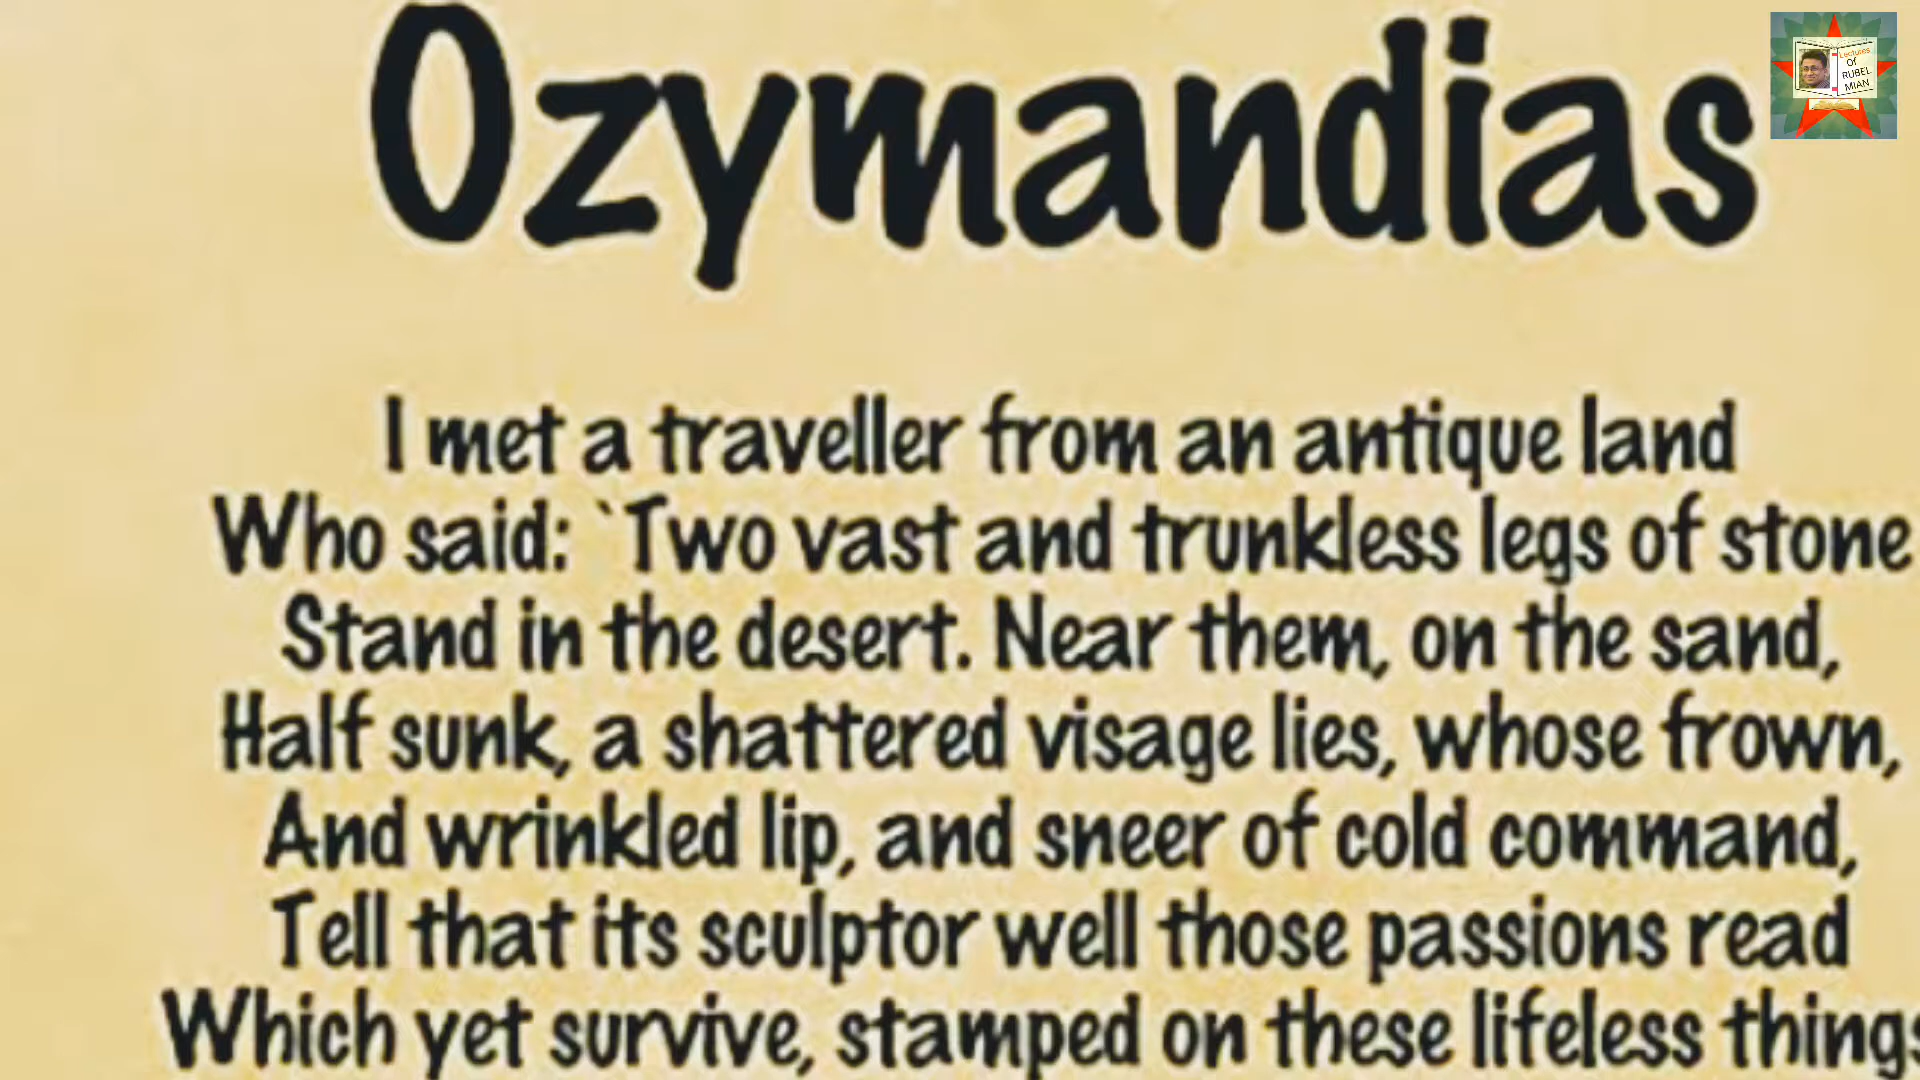 Ozymandias
Lectures
Of
RUBEL
MIAN
I met a traveller from an antique land
Who said: `Two vast and trunkless legs of stone
Stand in the desert. Near them, on the sand,
Half sunk, a shattered visage lies, whose frown,
And wrinkled lip, and sneer of cold command,
Tell that its sculptor well those passions read
Which yet survive, stamped on these lifeless things